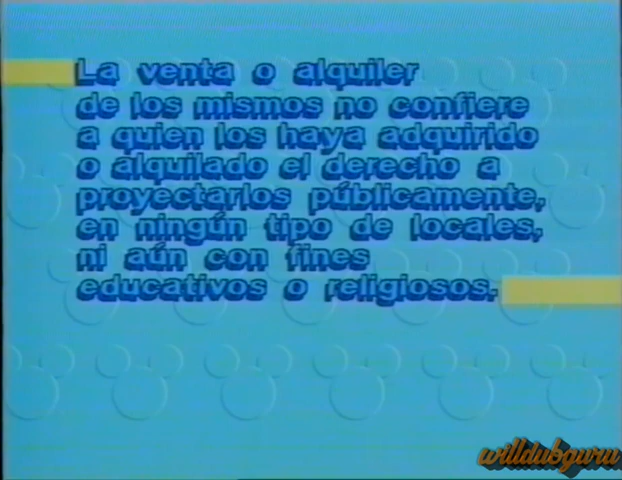 La venta o alquiler
de los mismos no confiere
a quien los haya adquirido
o alquilado el derecho a
proyectarlos públicamente,
en ningún tipo de locales,
ni aún con fines
educativos o religiosos.
willdubguru